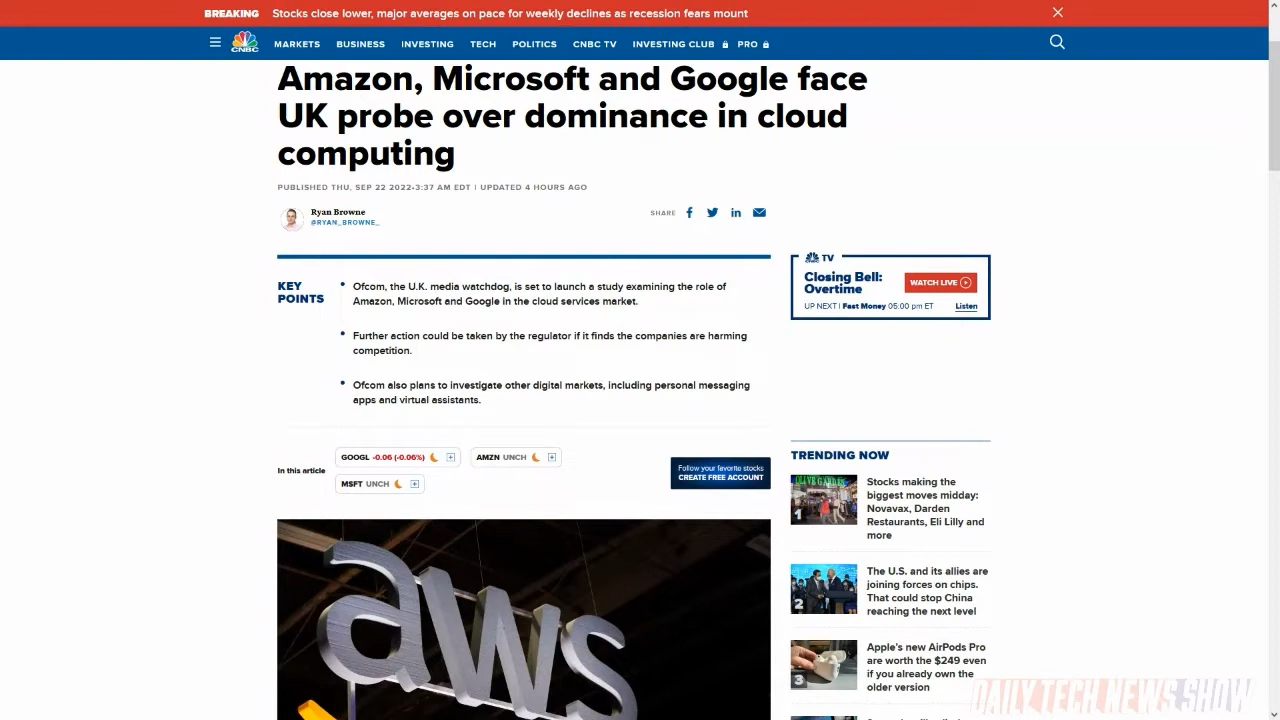 BREAKING Stocks close lower, major averages on pace for weekly declines as recession fears mount
CNBC MARKETS BUSINESS INVESTING TECH POLITICS CNBC TV INVESTING CLUB PRO
Amazon, Microsoft and Google face
UK probe over dominance in cloud
computing
PUBLISHED THU, SEP 22 2022•3:37 AM EDT | UPDATED 4 HOURS AGO
Ryan Browne
@RYAN_BROWNE_
SHARE
KEY
POINTS
Ofcom, the U.K. media watchdog, is set to launch a study examining the role of
Amazon, Microsoft and Google in the cloud services market.
Further action could be taken by the regulator if it finds the companies are harming
competition.
Ofcom also plans to investigate other digital markets, including personal messaging
apps and virtual assistants.
In this article
GOOGL -0.06 (-0.06%)
AMZN UNCH
MSFT UNCH
Follow your favorite stocks
CREATE FREE ACCOUNT
aws
TV
Closing Bell:
Overtime
WATCH LIVE
UP NEXT | Fast Money 05:00 pm ET
Listen
TRENDING NOW
OLIVE GARDEN
1
Stocks making the
biggest moves midday:
Novavax, Darden
Restaurants, Eli Lilly and
more
2
The U.S. and its allies are
joining forces on chips.
That could stop China
reaching the next level
3
Apple's new AirPods Pro
are worth the $249 even
if you already own the
older version
DAILY TECH NEWS SHOW